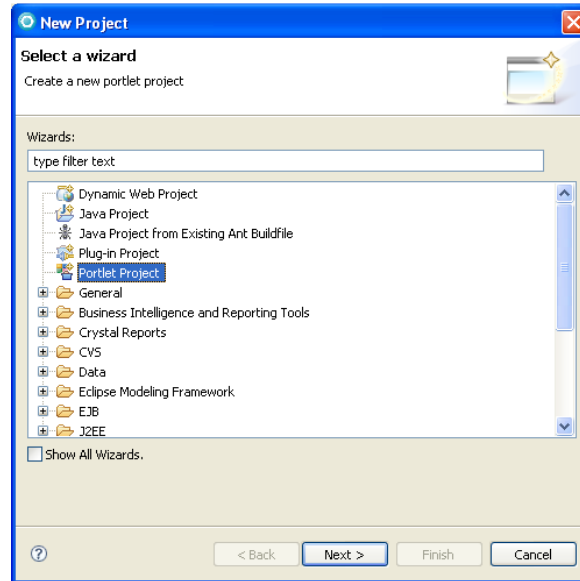 New Project
Select a wizard
Create a new portlet project
Wizards:
type filter text
Dynamic Web Project
Java Project
Java Project from Existing Ant Buildfile
Plug-in Project
Portlet Project
General
Business Intelligence and Reporting Tools
Crystal Reports
CVS
Data
Eclipse Modeling Framework
EJB
J2EE
Show All Wizards.
? < Back Next > Finish Cancel